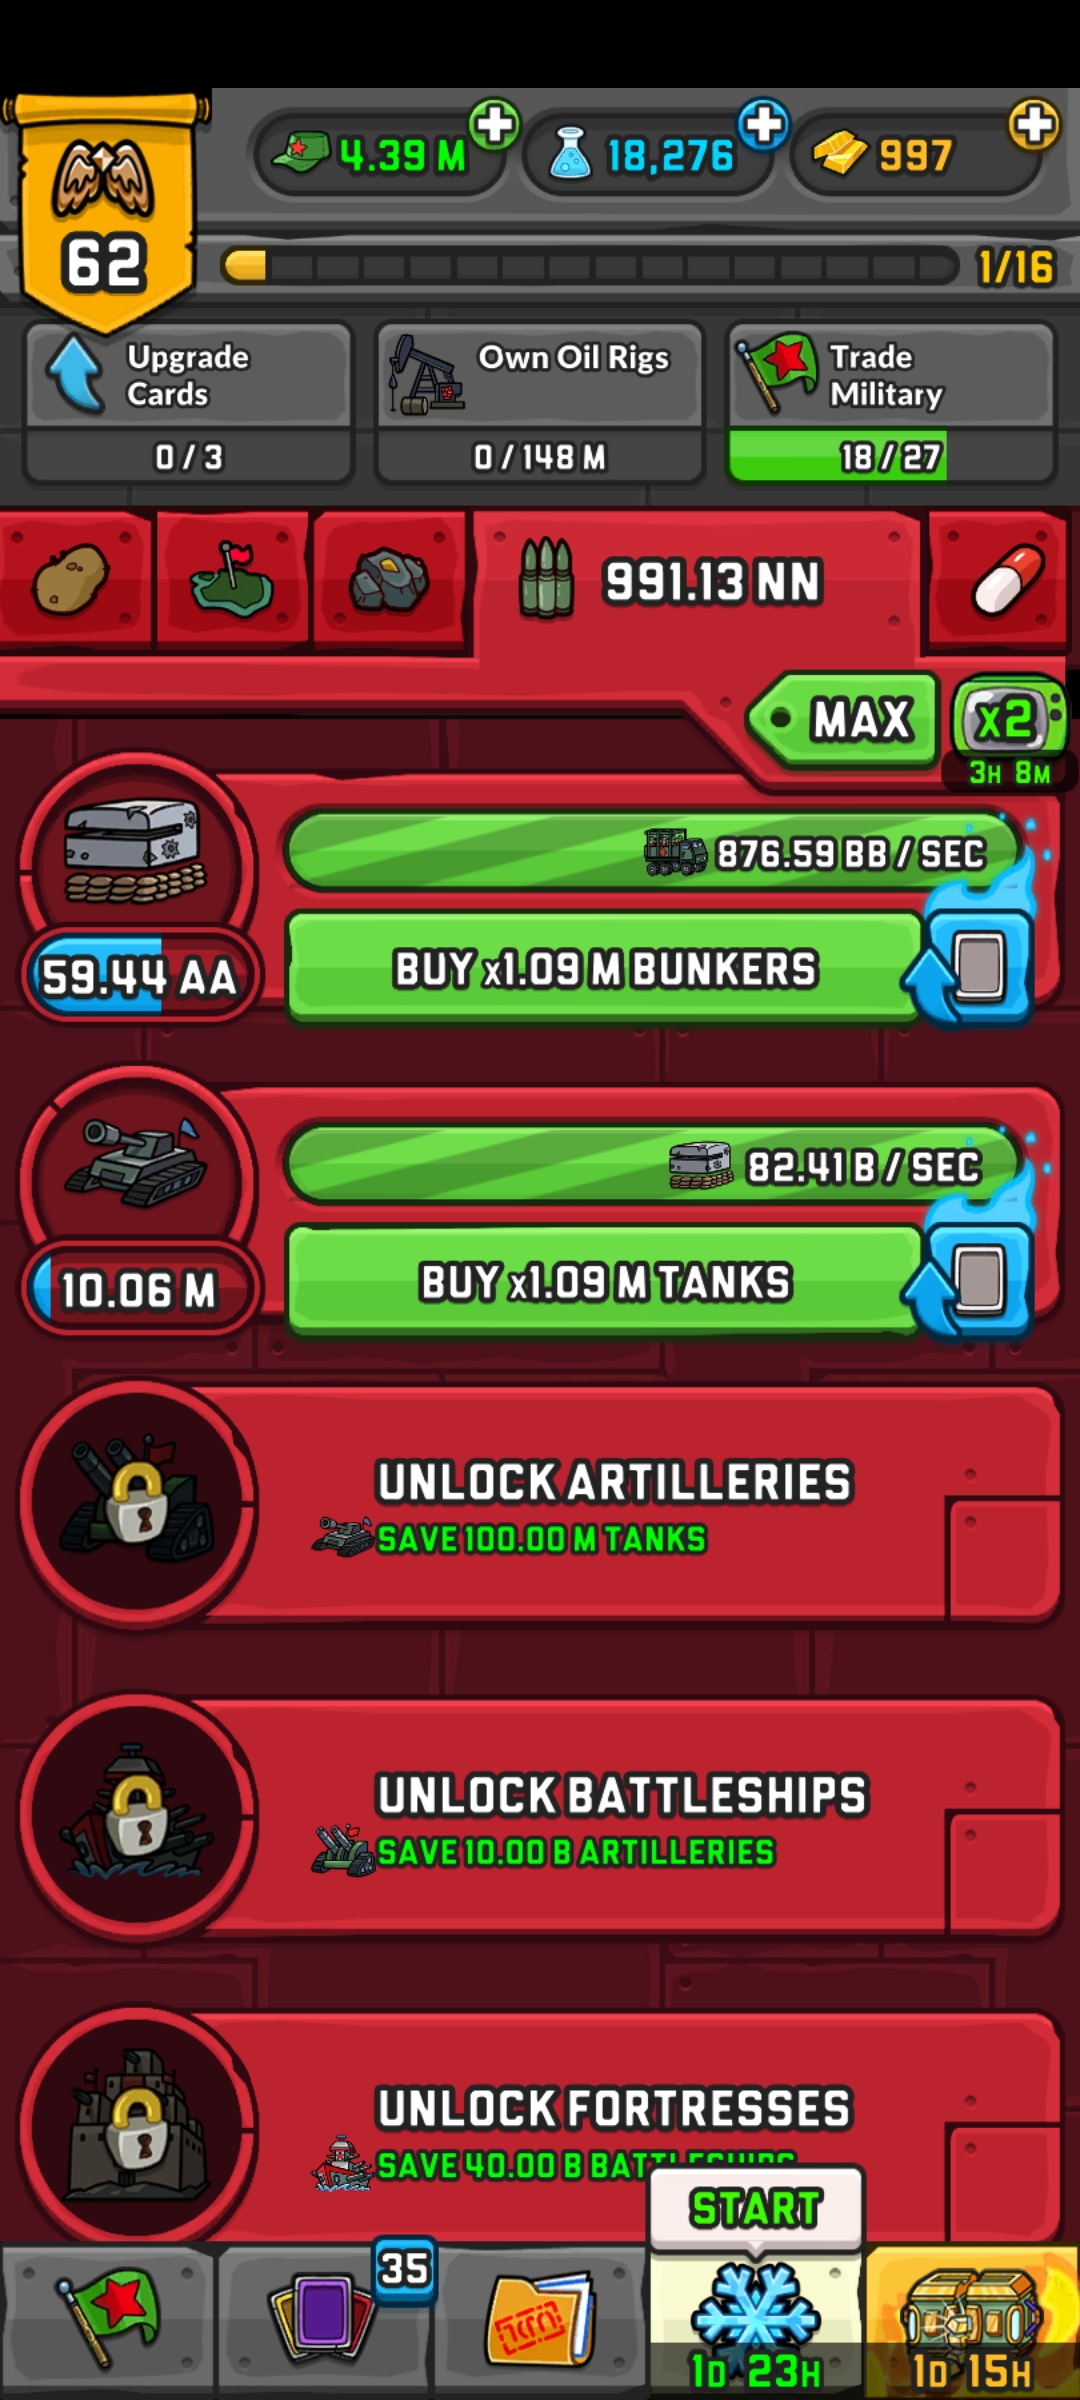 4.39 M
18,276
997
62
1/16
Upgrade
Cards
0 / 3
Own Oil Rigs
0 / 148 M
Trade
Military
18 / 27
991.13 NN
MAX
x2
3H 8M
876.59 BB / SEC
59.44 AA
BUY x1.09 M BUNKERS
82.41 B / SEC
10.06 M
BUY x1.09 M TANKS
UNLOCK ARTILLERIES
SAVE 100.00 M TANKS
UNLOCK BATTLESHIPS
SAVE 10.00 B ARTILLERIES
UNLOCK FORTRESSES
SAVE 40.00 B BATTLESHIPS
START
35
1D 23H
1D 15H